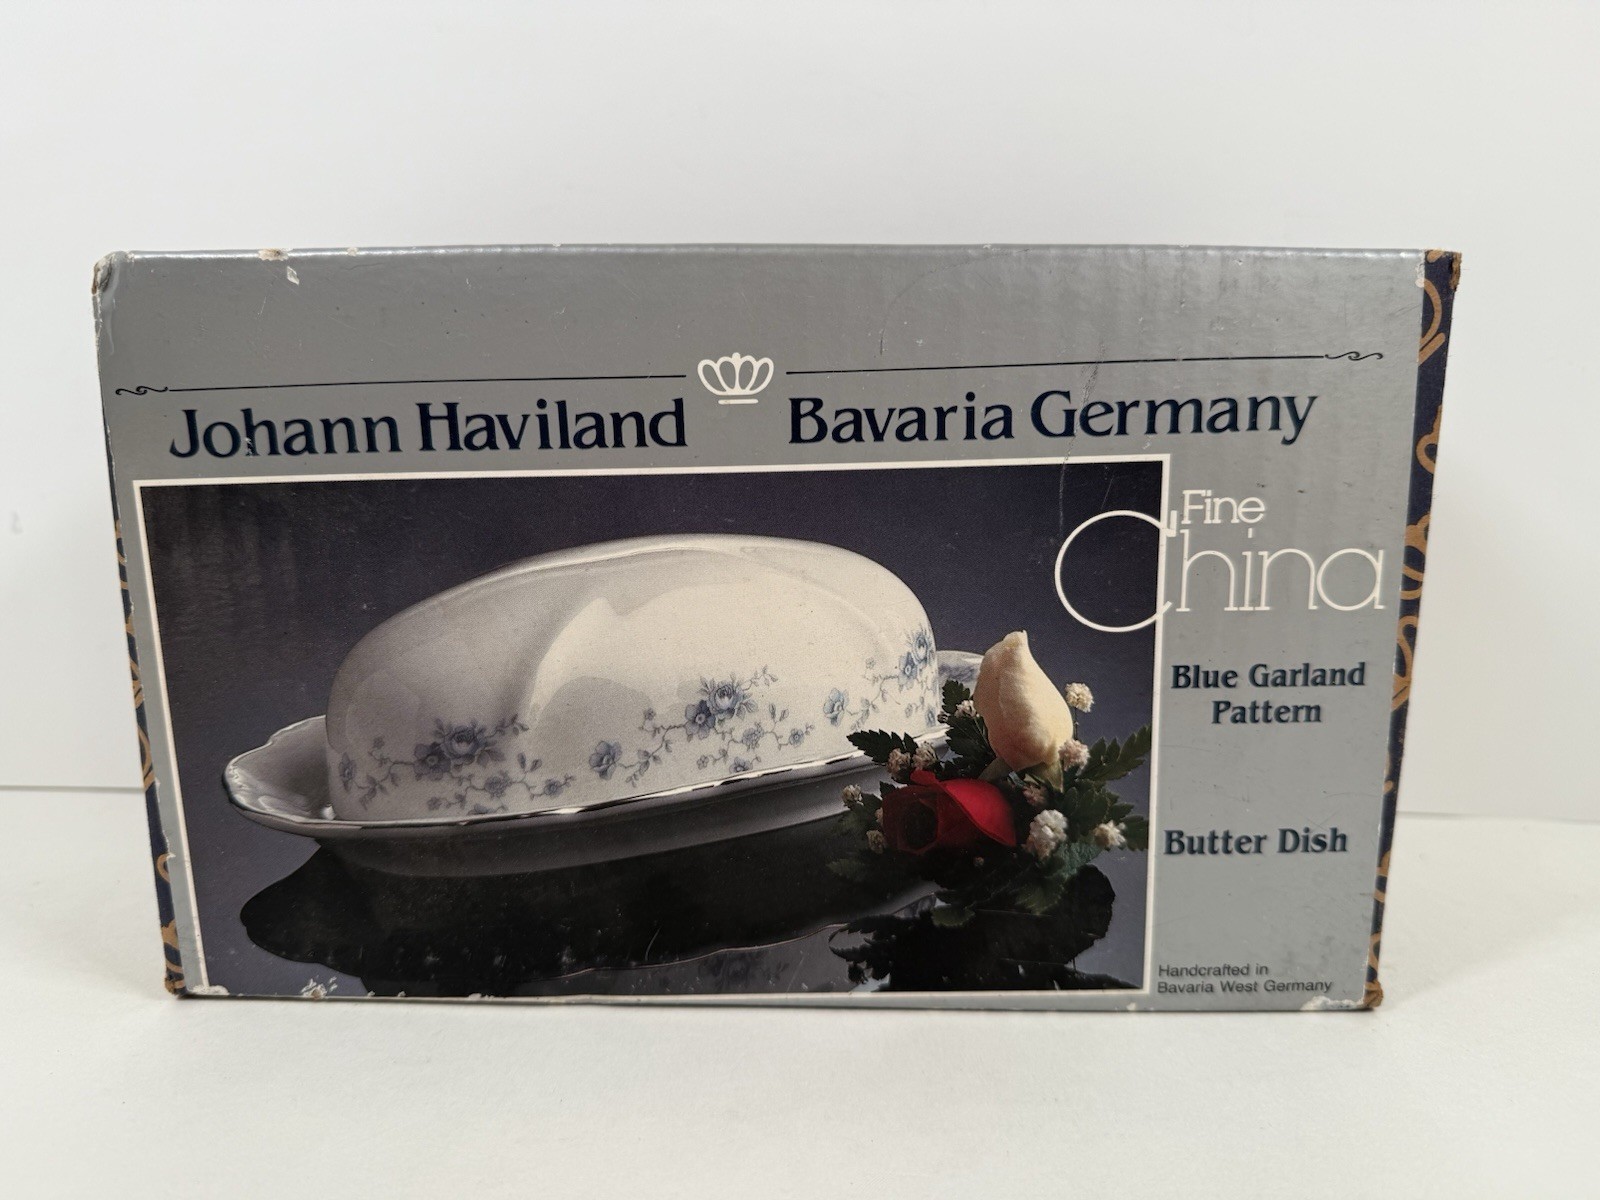 Johann Haviland Bavaria Germany
Fine
China
Blue Garland
Pattern
Butter Dish
Handcrafted in
Bavaria West Germany